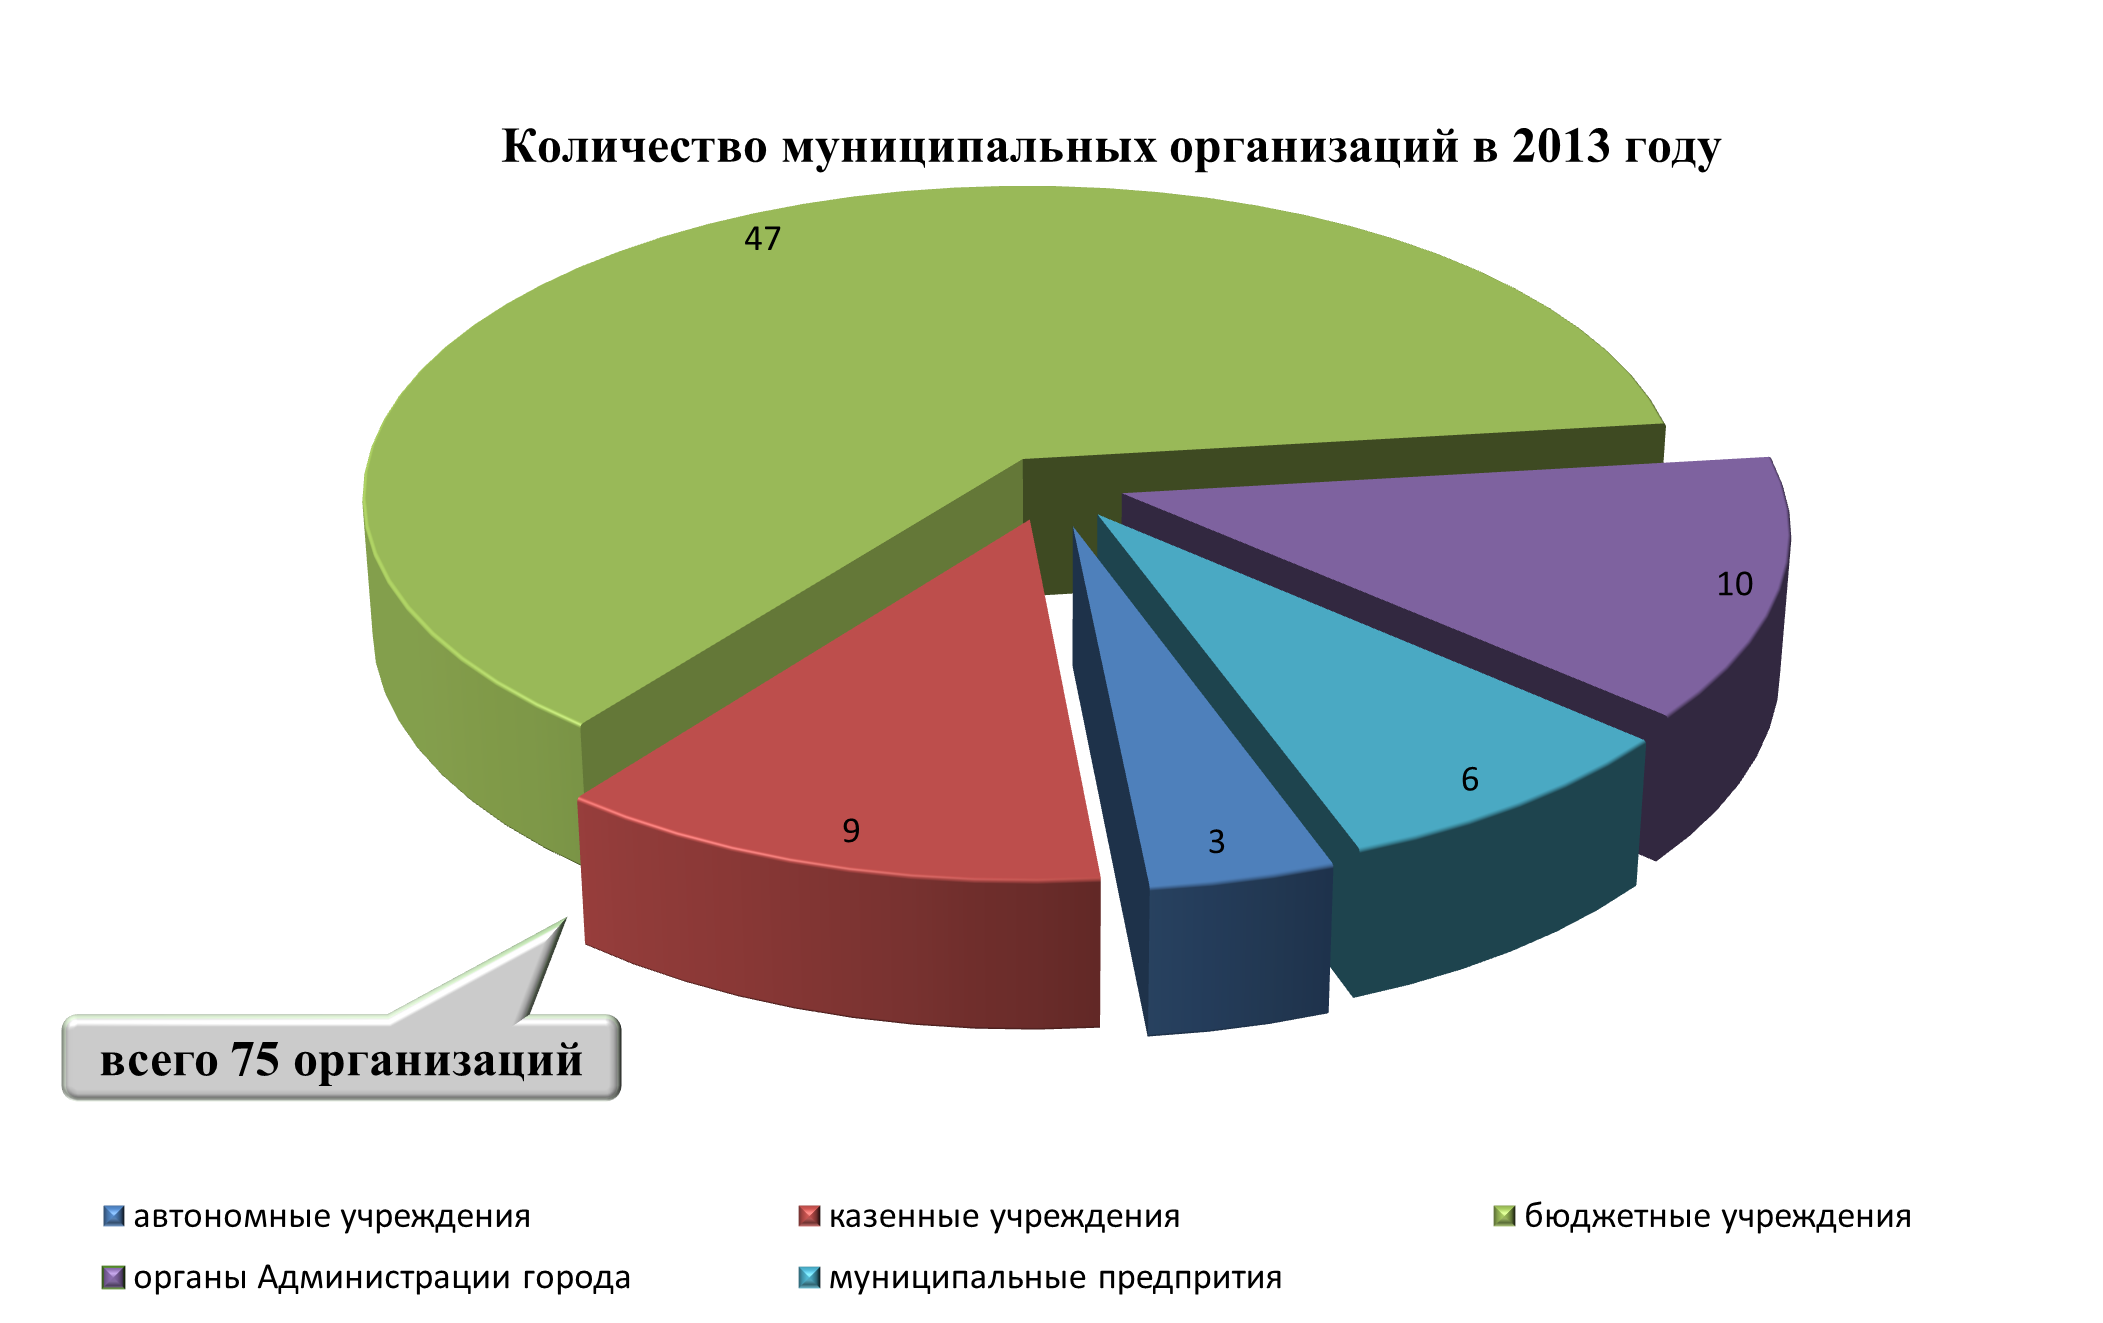 Количество муниципальных организаций в 2013 году
47
10
6
9
3
всего 75 организаций
автономные учреждения
казенные учреждения
бюджетные учреждения
органы Администрации города
муниципальные предпрития